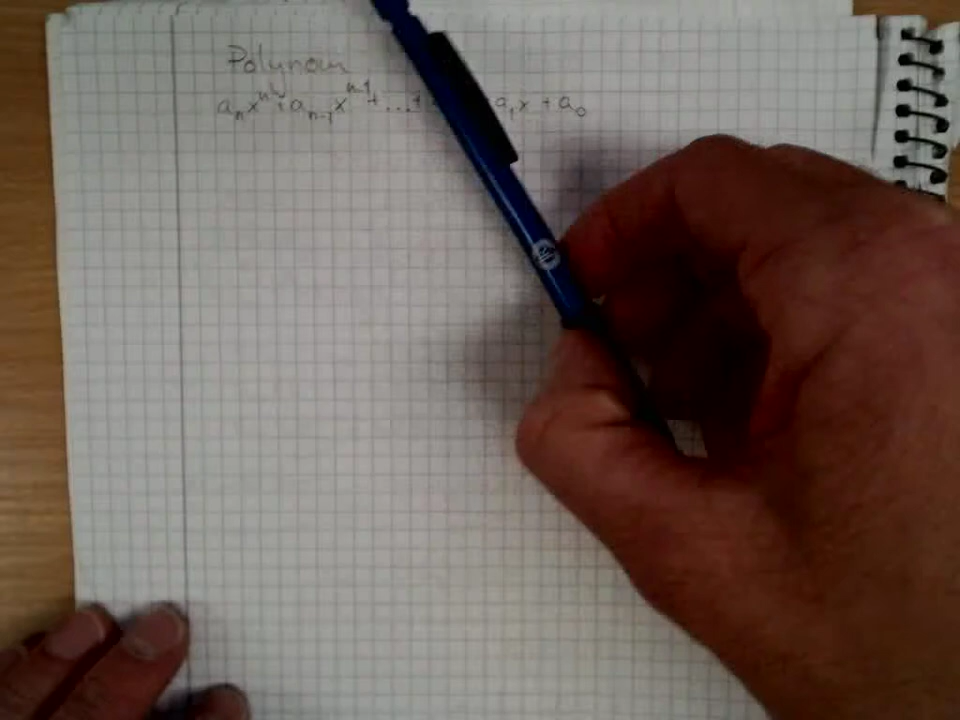 Polynom
aₙxⁿ + aₙ₋₁xⁿ⁻¹ + ... + a₁x + a₀